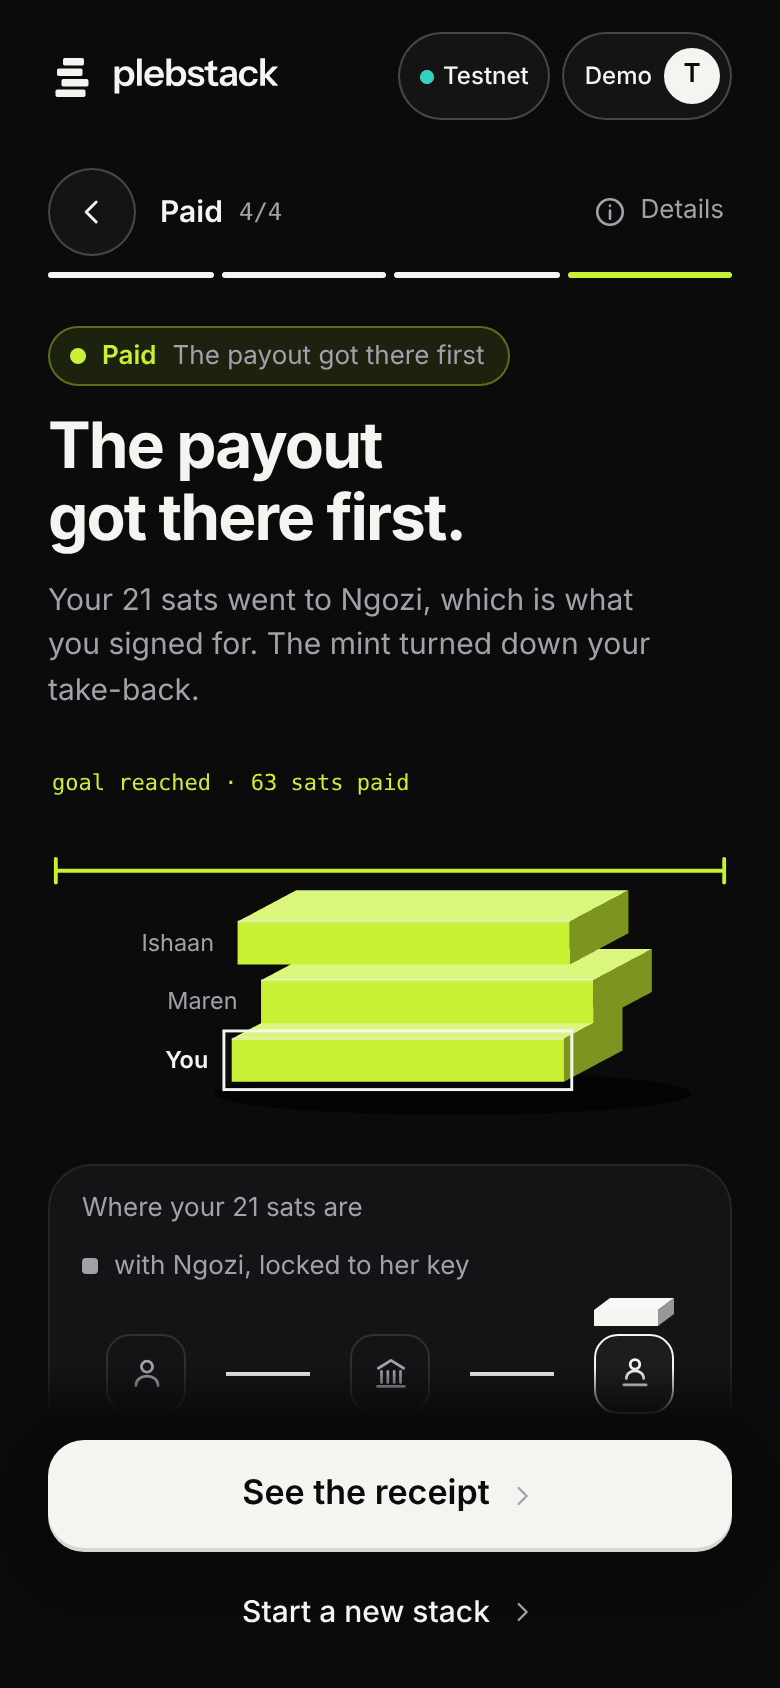 plebstack
Testnet
Demo
T
Paid 4/4
Details
Paid The payout got there first
The payout
got there first.
Your 21 sats went to Ngozi, which is what
you signed for. The mint turned down your
take-back.
goal reached · 63 sats paid
Ishaan
Maren
You
Where your 21 sats are
with Ngozi, locked to her key
See the receipt
Start a new stack